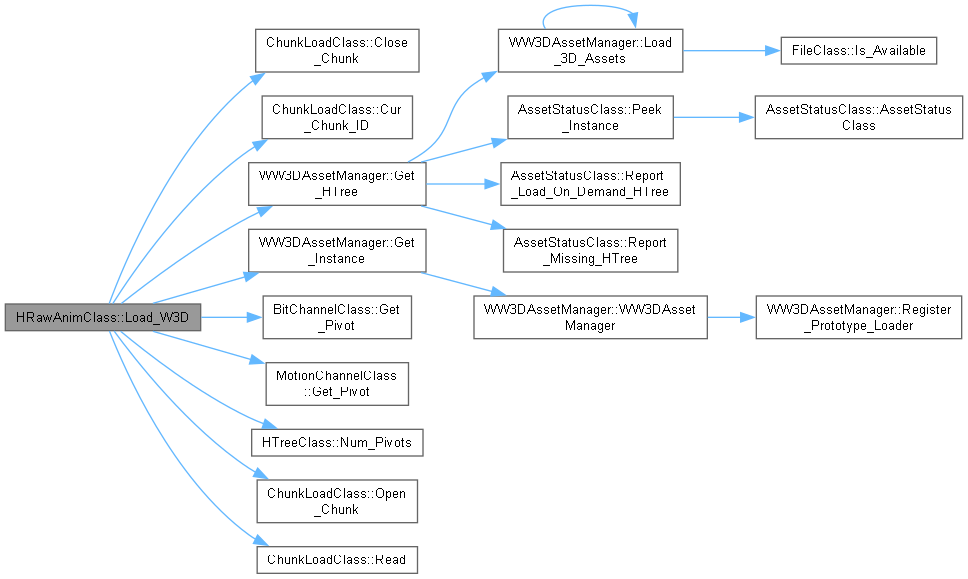 HRawAnimClass::Load_W3D
ChunkLoadClass::Close
_Chunk
ChunkLoadClass::Cur
_Chunk_ID
WW3DAssetManager::Get
_HTree
WW3DAssetManager::Get
_Instance
BitChannelClass::Get
_Pivot
MotionChannelClass
::Get_Pivot
HTreeClass::Num_Pivots
ChunkLoadClass::Open
_Chunk
ChunkLoadClass::Read
WW3DAssetManager::Load
_3D_Assets
AssetStatusClass::Peek
_Instance
AssetStatusClass::Report
_Load_On_Demand_HTree
AssetStatusClass::Report
_Missing_HTree
WW3DAssetManager::WW3DAsset
Manager
FileClass::Is_Available
AssetStatusClass::AssetStatus
Class
WW3DAssetManager::Register
_Prototype_Loader